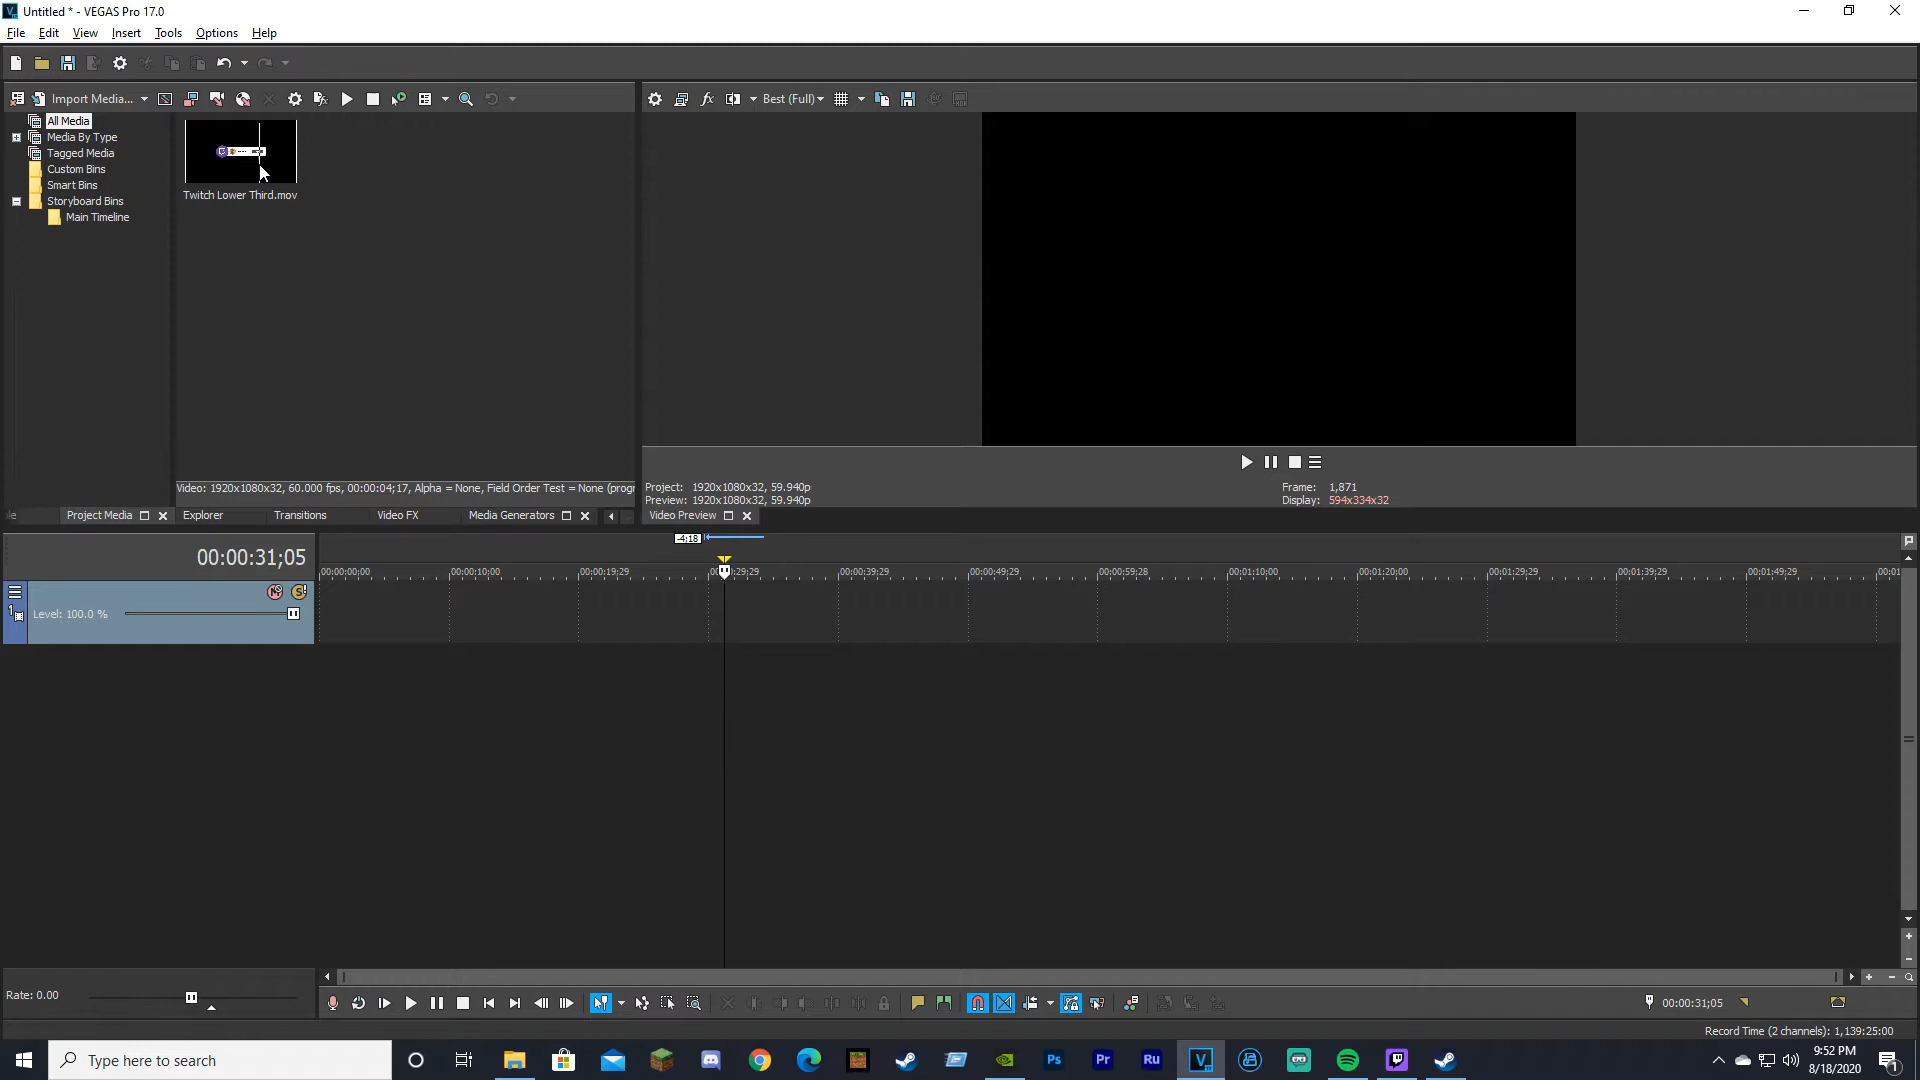 Untitled * - VEGAS Pro 17.0
File Edit View Insert Tools Options Help
Import Media...
Best (Full)
All Media
Media By Type
Tagged Media
Custom Bins
Smart Bins
Storyboard Bins
Main Timeline
Twitch Lower Third.mov
Video: 1920x1080x32, 60.000 fps, 00:00:04;17, Alpha = None, Field Order Test = None (progr
Project: 1920x1080x32, 59.940p
Preview: 1920x1080x32, 59.940p
Frame: 1,871
Display: 594x334x32
Project Media Explorer Transitions Video FX Media Generators
Video Preview
-4;18
00:00:31;05
00:00:00;00 00:00:10;00 00:00:19;29 00:00:29;29 00:00:39;29 00:00:49;29 00:00:59;28 00:01:10;00 00:01:20;00 00:01:29;29 00:01:39;29 00:01:49;29 00:01
1
Level: 100.0 %
Rate: 0.00
00:00:31;05
Record Time (2 channels): 1,139:25:00
Type here to search
Ps Pr Ru V
9:52 PM
8/18/2020
1